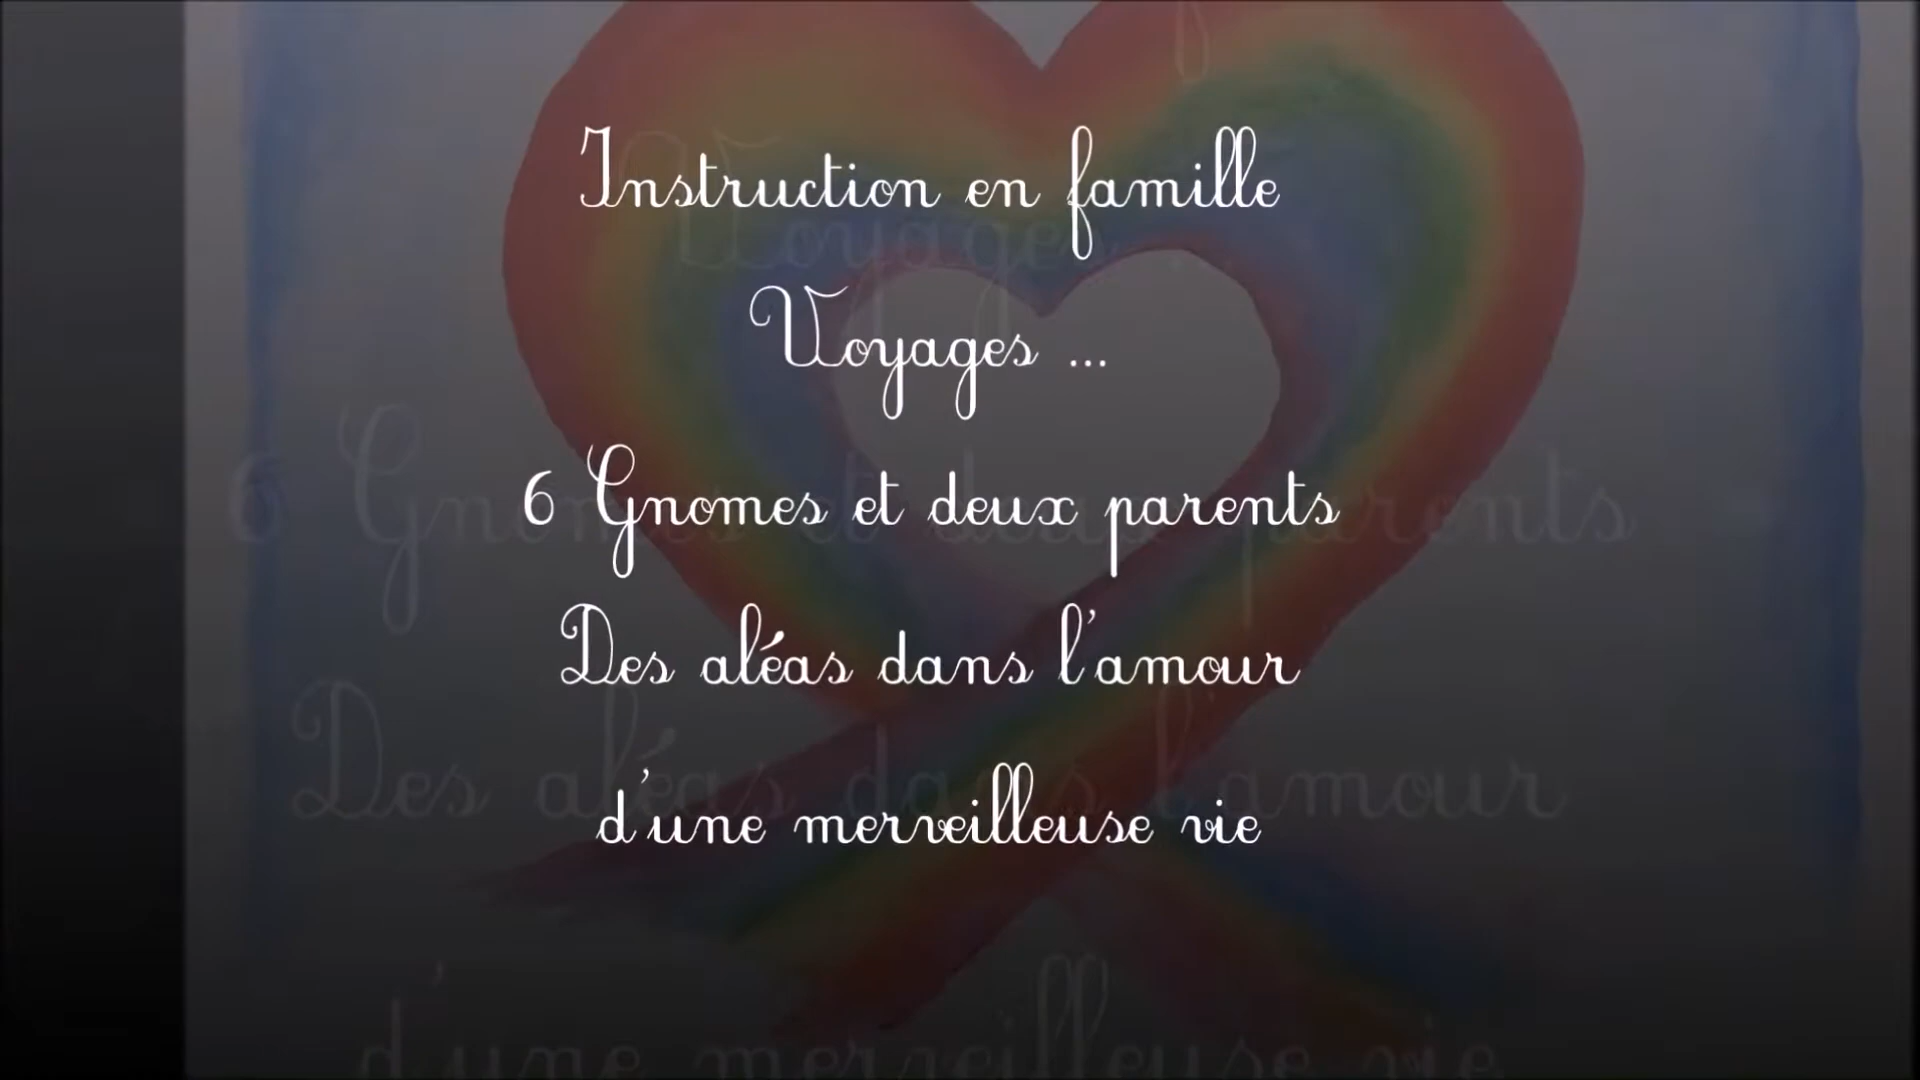 Instruction en famille
Voyages ...
6 Gnomes et deux parents
Des aléas dans l'amour
d'une merveilleuse vie